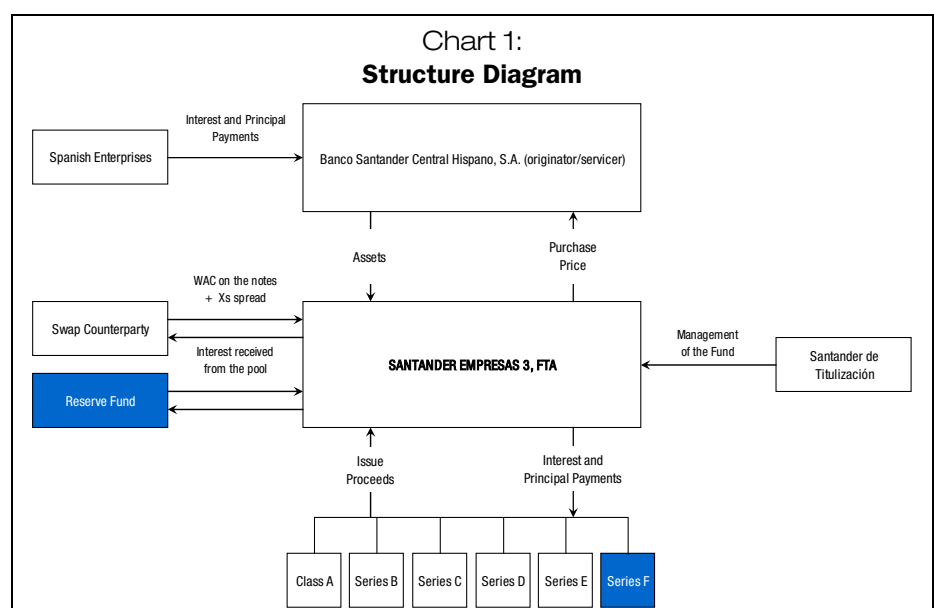 Chart 1:
Structure Diagram
Interest and Principal
Payments
Spanish Enterprises
Banco Santander Central Hispano, S.A. (originator/servicer)
Assets
Purchase
Price
WAC on the notes
+ Xs spread
Swap Counterparty
Interest received
from the pool
Reserve Fund
SANTANDER EMPRESAS 3, FTA
Management
of the Fund
Santander de
Titulización
Issue
Proceeds
Interest and
Principal Payments
Class A
Series B
Series C
Series D
Series E
Series F